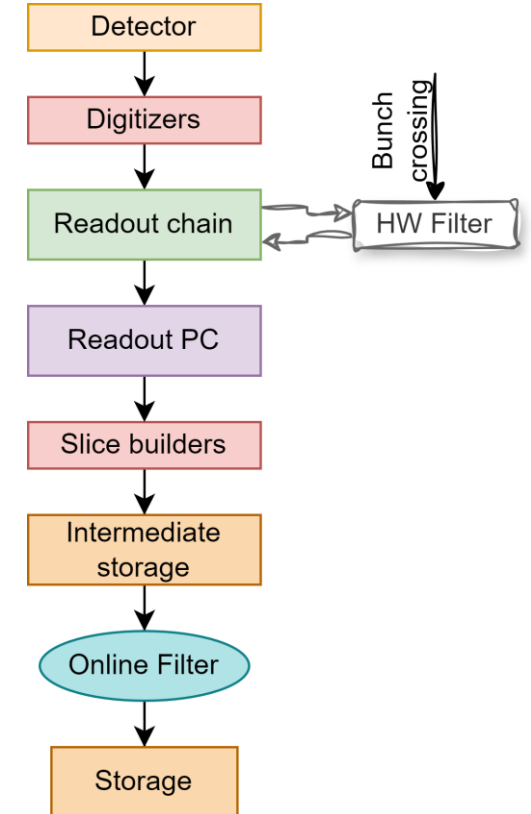 Detector
Digitizers
Bunch
crossing
Readout chain
HW Filter
Readout PC
Slice builders
Intermediate
storage
Online Filter
Storage